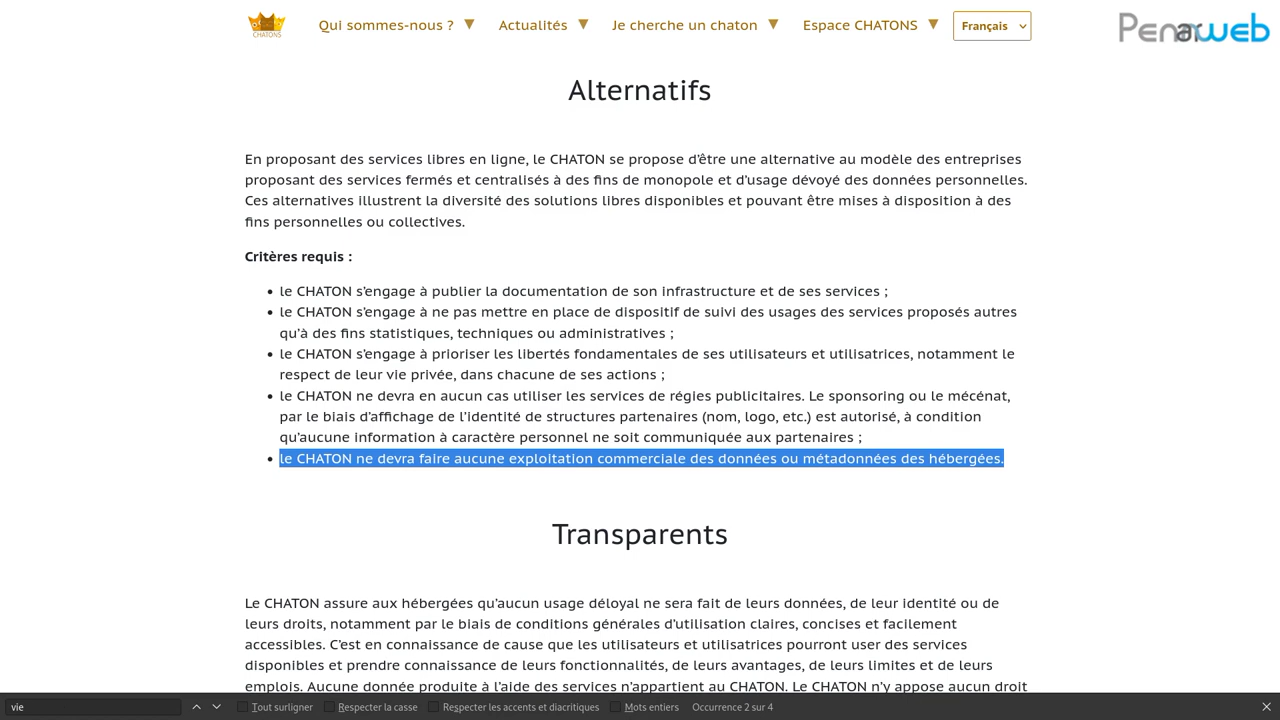 CHATONS
Qui sommes-nous ? ▼ Actualités ▼ Je cherche un chaton ▼ Espace CHATONS ▼ Français
Penarweb
Alternatifs
En proposant des services libres en ligne, le CHATON se propose d’être une alternative au modèle des entreprises
proposant des services fermés et centralisés à des fins de monopole et d’usage dévoyé des données personnelles.
Ces alternatives illustrent la diversité des solutions libres disponibles et pouvant être mises à disposition à des
fins personnelles ou collectives.
Critères requis :
• le CHATON s’engage à publier la documentation de son infrastructure et de ses services ;
• le CHATON s’engage à ne pas mettre en place de dispositif de suivi des usages des services proposés autres
qu’à des fins statistiques, techniques ou administratives ;
• le CHATON s’engage à prioriser les libertés fondamentales de ses utilisateurs et utilisatrices, notamment le
respect de leur vie privée, dans chacune de ses actions ;
• le CHATON ne devra en aucun cas utiliser les services de régies publicitaires. Le sponsoring ou le mécénat,
par le biais d’affichage de l’identité de structures partenaires (nom, logo, etc.) est autorisé, à condition
qu’aucune information à caractère personnel ne soit communiquée aux partenaires ;
• le CHATON ne devra faire aucune exploitation commerciale des données ou métadonnées des hébergées.
Transparents
Le CHATON assure aux hébergées qu’aucun usage déloyal ne sera fait de leurs données, de leur identité ou de
leurs droits, notamment par le biais de conditions générales d’utilisation claires, concises et facilement
accessibles. C’est en connaissance de cause que les utilisateurs et utilisatrices pourront user des services
disponibles et prendre connaissance de leurs fonctionnalités, de leurs avantages, de leurs limites et de leurs
emplois. Aucune donnée produite à l’aide des services n’appartient au CHATON. Le CHATON n’y appose aucun droit
vie Tout surligner Respecter la casse Respecter les accents et diacritiques Mots entiers Occurrence 2 sur 4